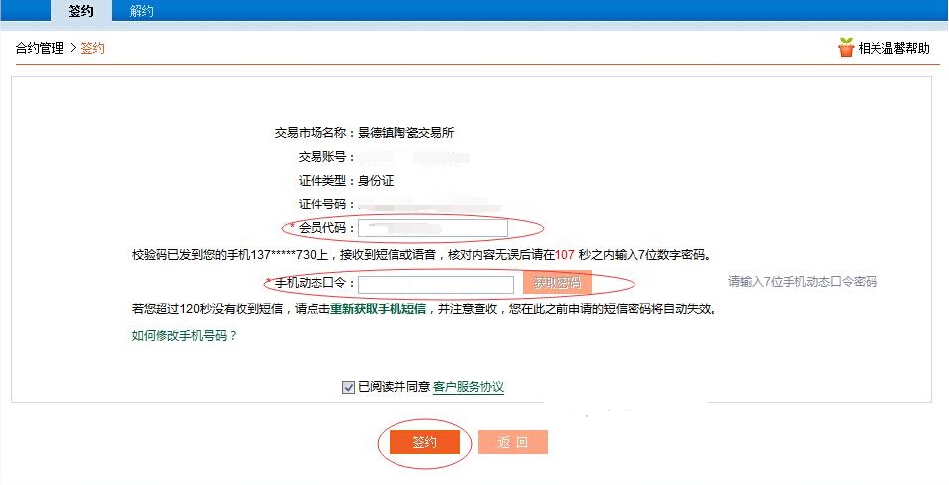 签约 解约
合约管理 > 签约 相关温馨帮助
交易市场名称：景德镇陶瓷交易所
交易账号：
证件类型：身份证
证件号码：
* 会员代码：
校验码已发到您的手机137*****730上，接收到短信或语音，核对内容无误后请在107 秒之内输入7位数字密码。
* 手机动态口令： 获取密码 请输入7位手机动态口令密码
若您超过120秒没有收到短信，请点击重新获取手机短信，并注意查收，您在此之前申请的短信密码将自动失效。
如何修改手机号码？
已阅读并同意 客户服务协议
签约 返 回